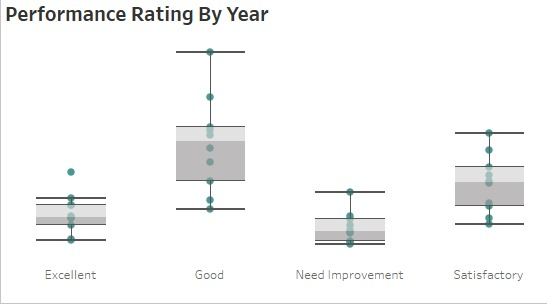 Performance Rating By Year
Excellent Good Need Improvement Satisfactory